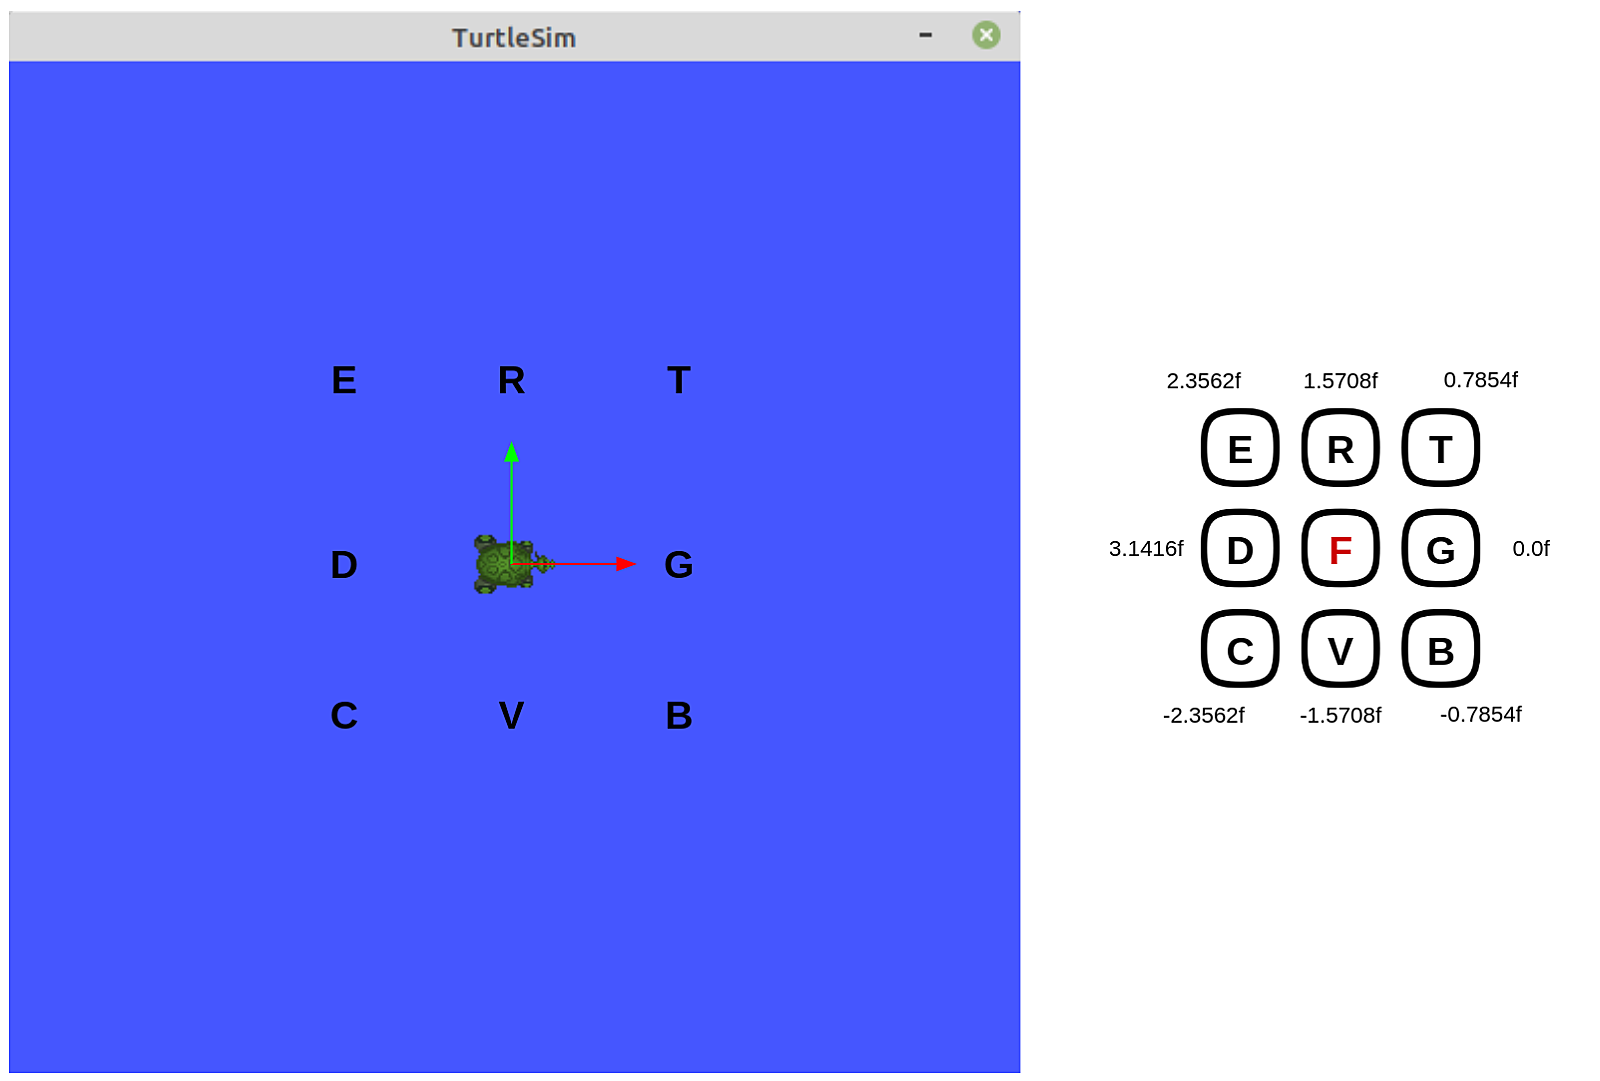 TurtleSim
E R T
D G
C V B
2.3562f 1.5708f 0.7854f
E R T
3.1416f D F G 0.0f
C V B
-2.3562f -1.5708f -0.7854f